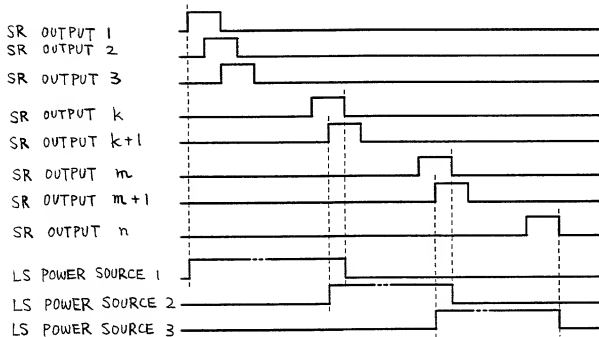 SR OUTPUT 1
SR OUTPUT 2
SR OUTPUT 3
SR OUTPUT k
SR OUTPUT k+1
SR OUTPUT m
SR OUTPUT m+1
SR OUTPUT n
LS POWER SOURCE 1
LS POWER SOURCE 2
LS POWER SOURCE 3